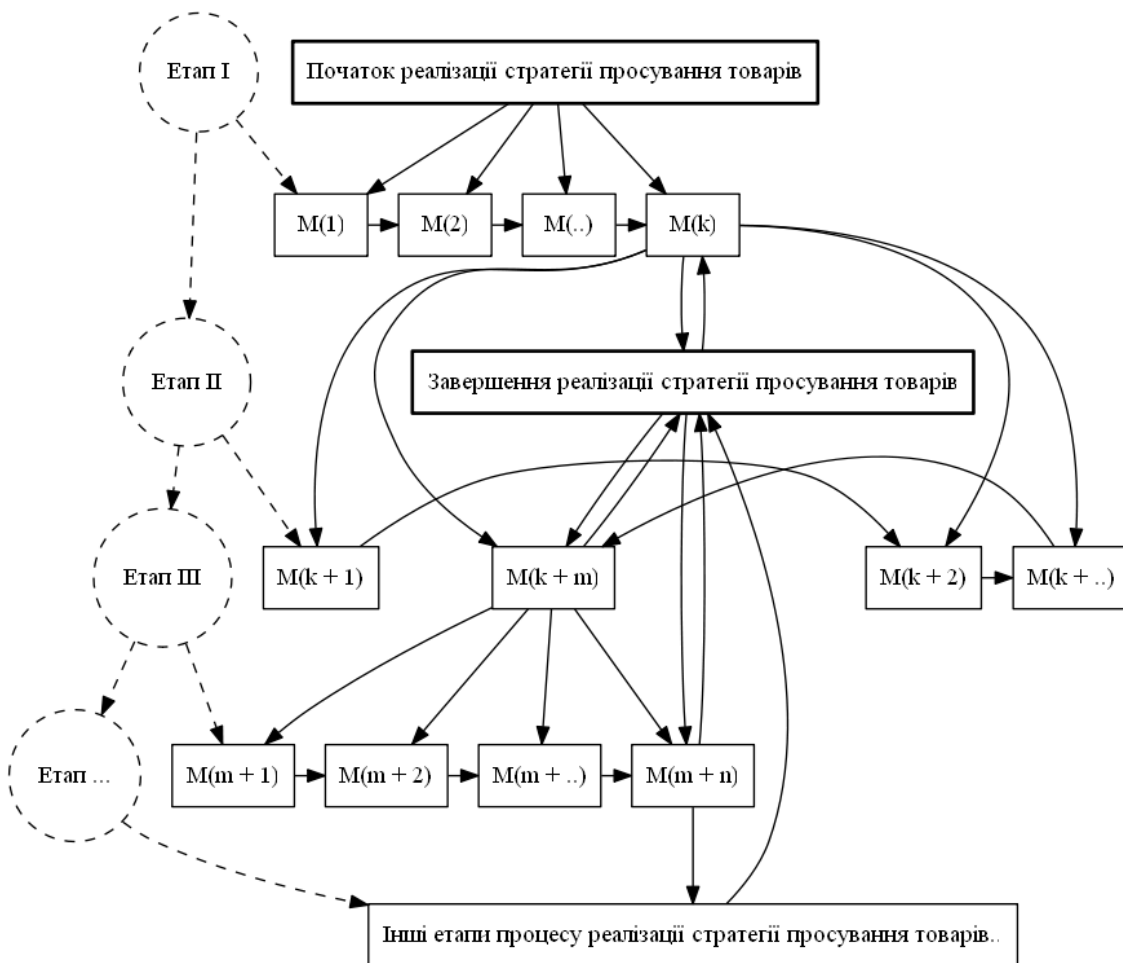 Етап I
Початок реалізації стратегії просування товарів
M(1)
M(2)
M(..)
M(k)
Етап II
Завершення реалізації стратегії просування товарів
Етап III
M(k + 1)
M(k + m)
M(k + 2)
M(k + ..)
Етап ...
M(m + 1)
M(m + 2)
M(m + ..)
M(m + n)
Інші етапи процесу реалізації стратегії просування товарів..